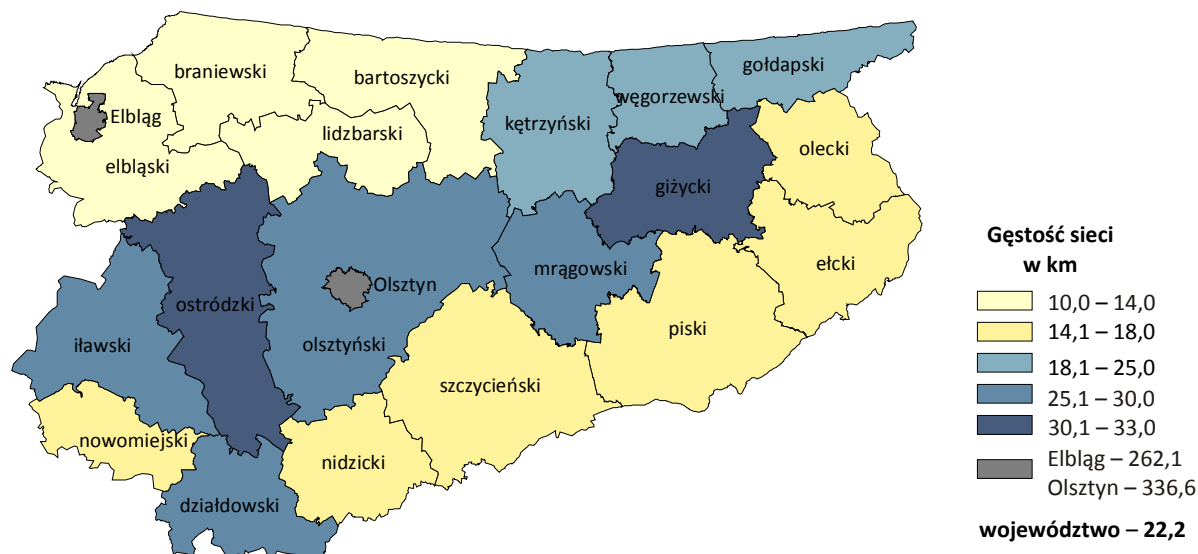 gołdapski
braniewski
bartoszycki
węgorzewski
Elbląg
kętrzyński
lidzbarski
olecki
elbląski
giżycki
ełcki
mrągowski
Olsztyn
ostródzki
piski
iławski
olsztyński
szczycieński
nowomiejski
nidzicki
działdowski
Gęstość sieci
w km
10,0 – 14,0
14,1 – 18,0
18,1 – 25,0
25,1 – 30,0
30,1 – 33,0
Elbląg – 262,1
Olsztyn – 336,6
województwo – 22,2